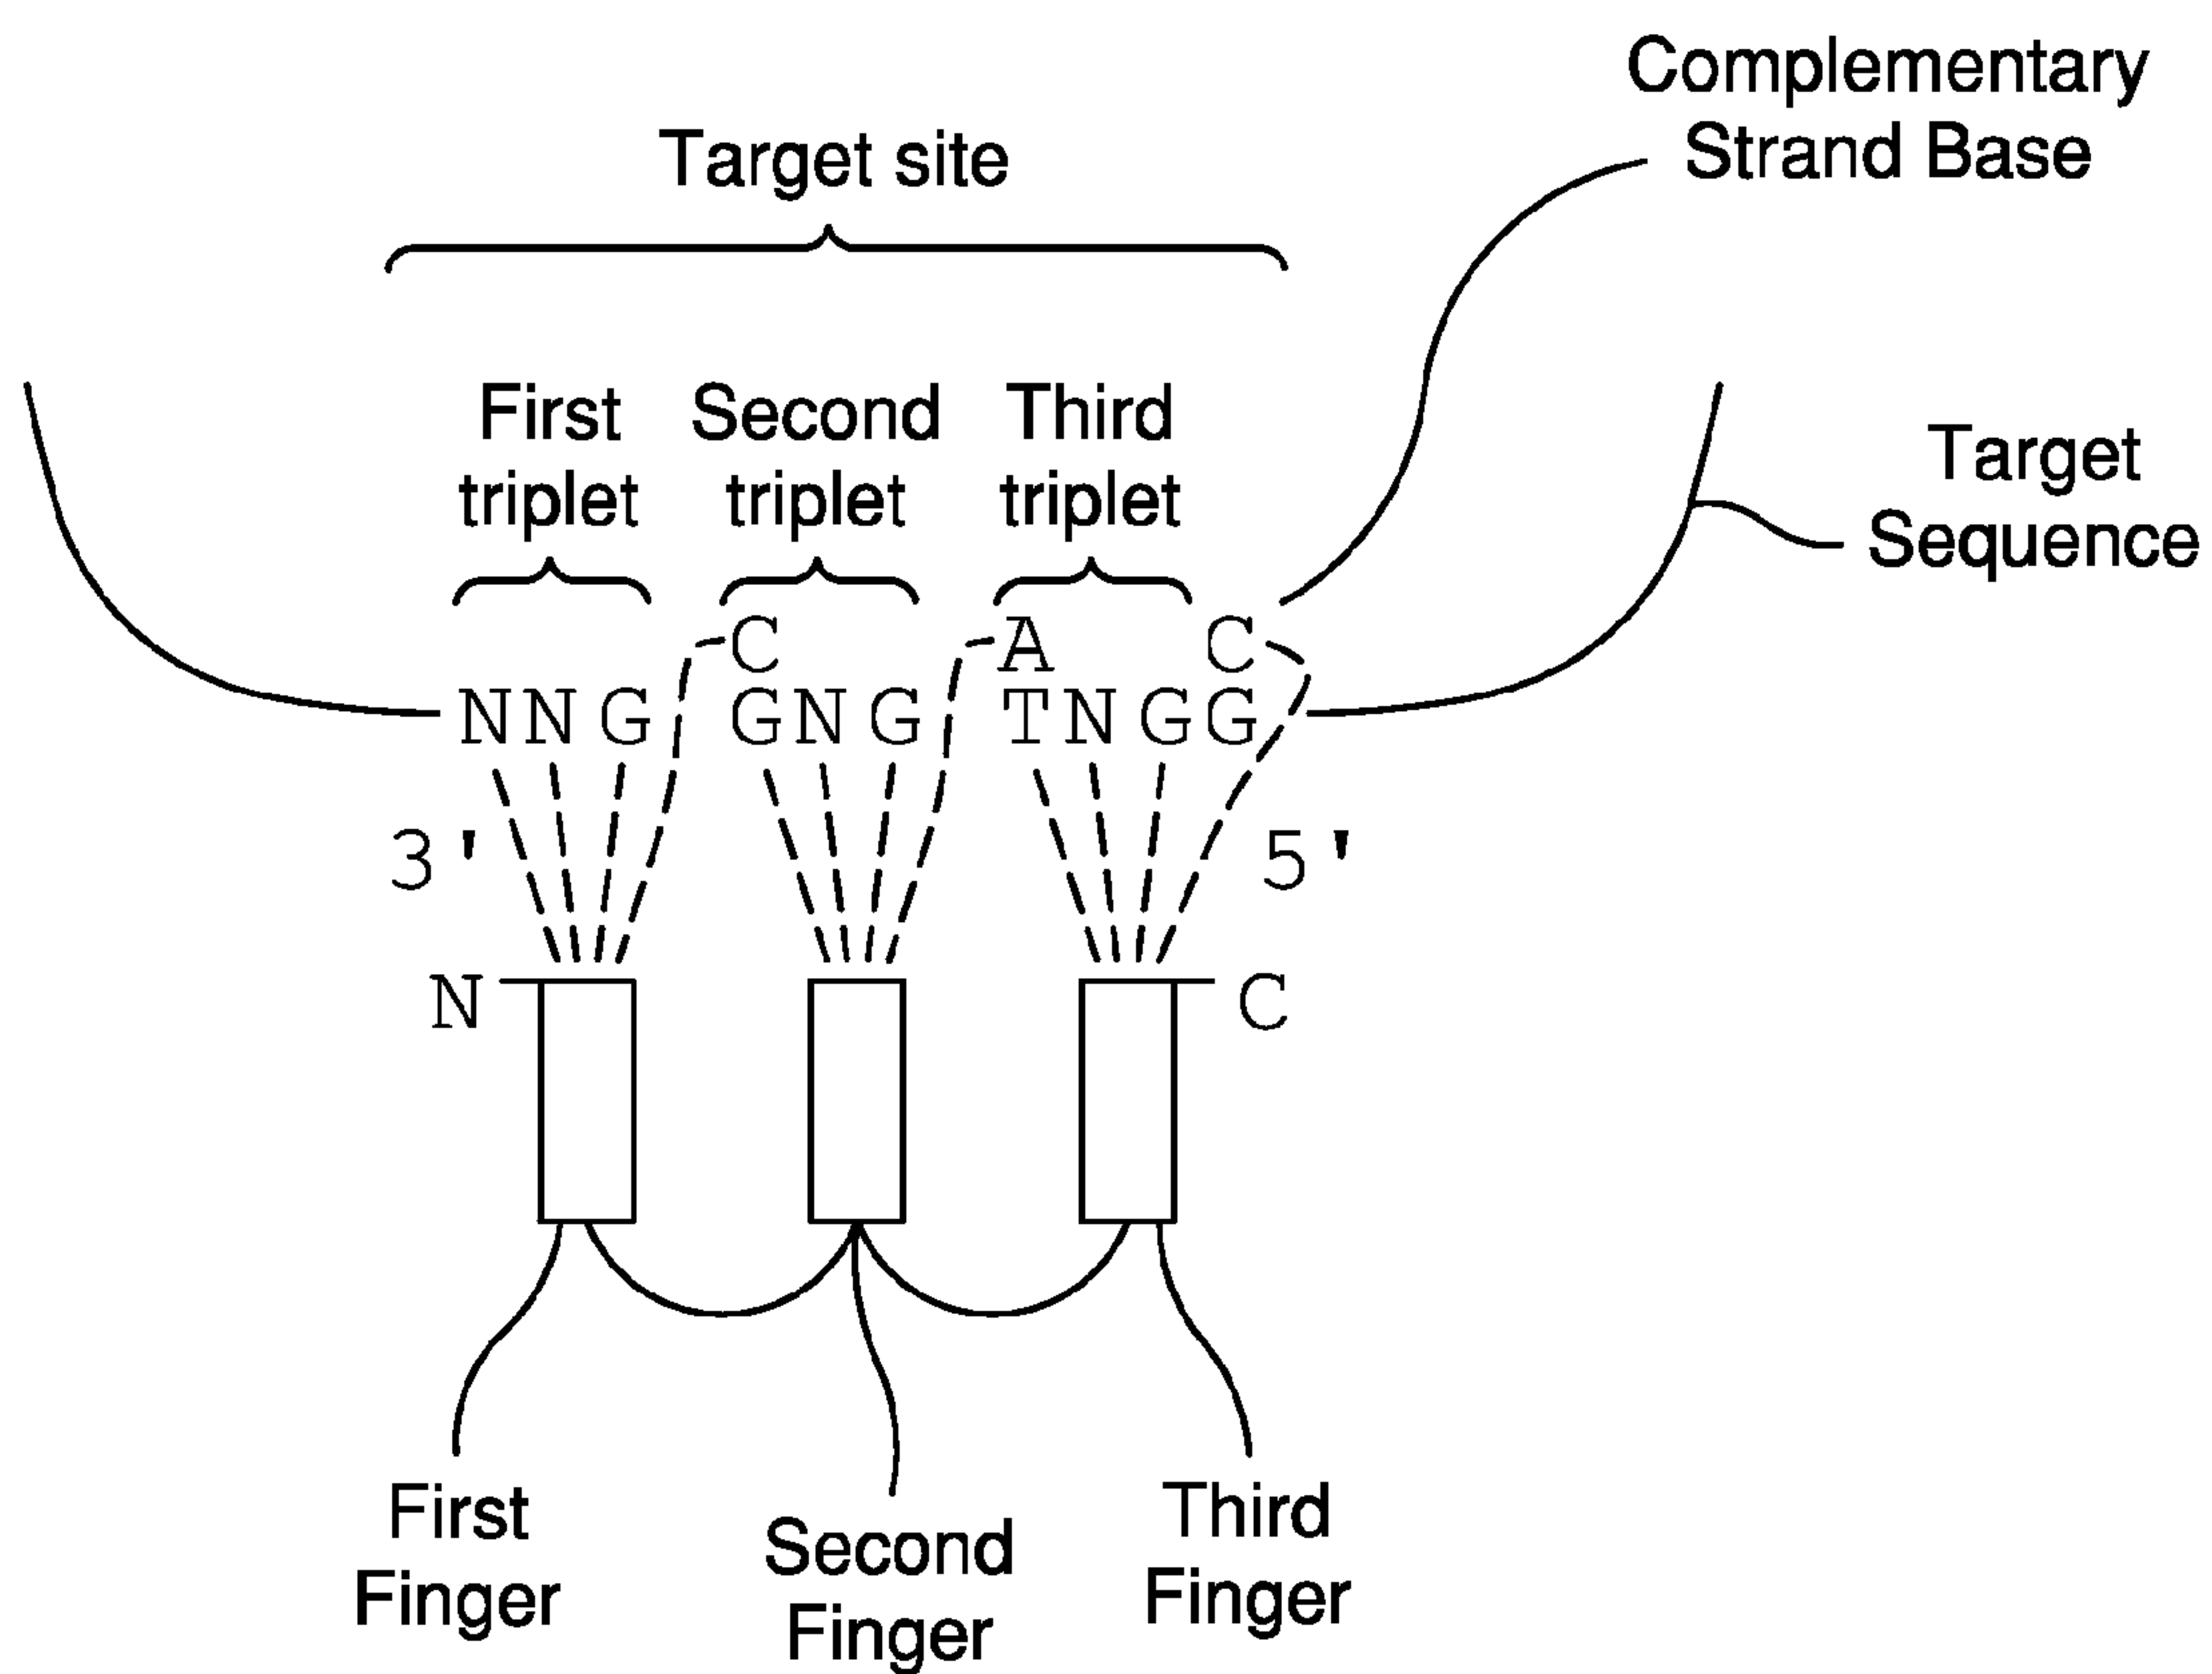 Complementary
Strand Base
Target site
First
triplet
Second
triplet
Third
triplet
Target
Sequence
C A C
NNG GNG TNGG
3' 5'
N C
First
Finger
Second
Finger
Third
Finger